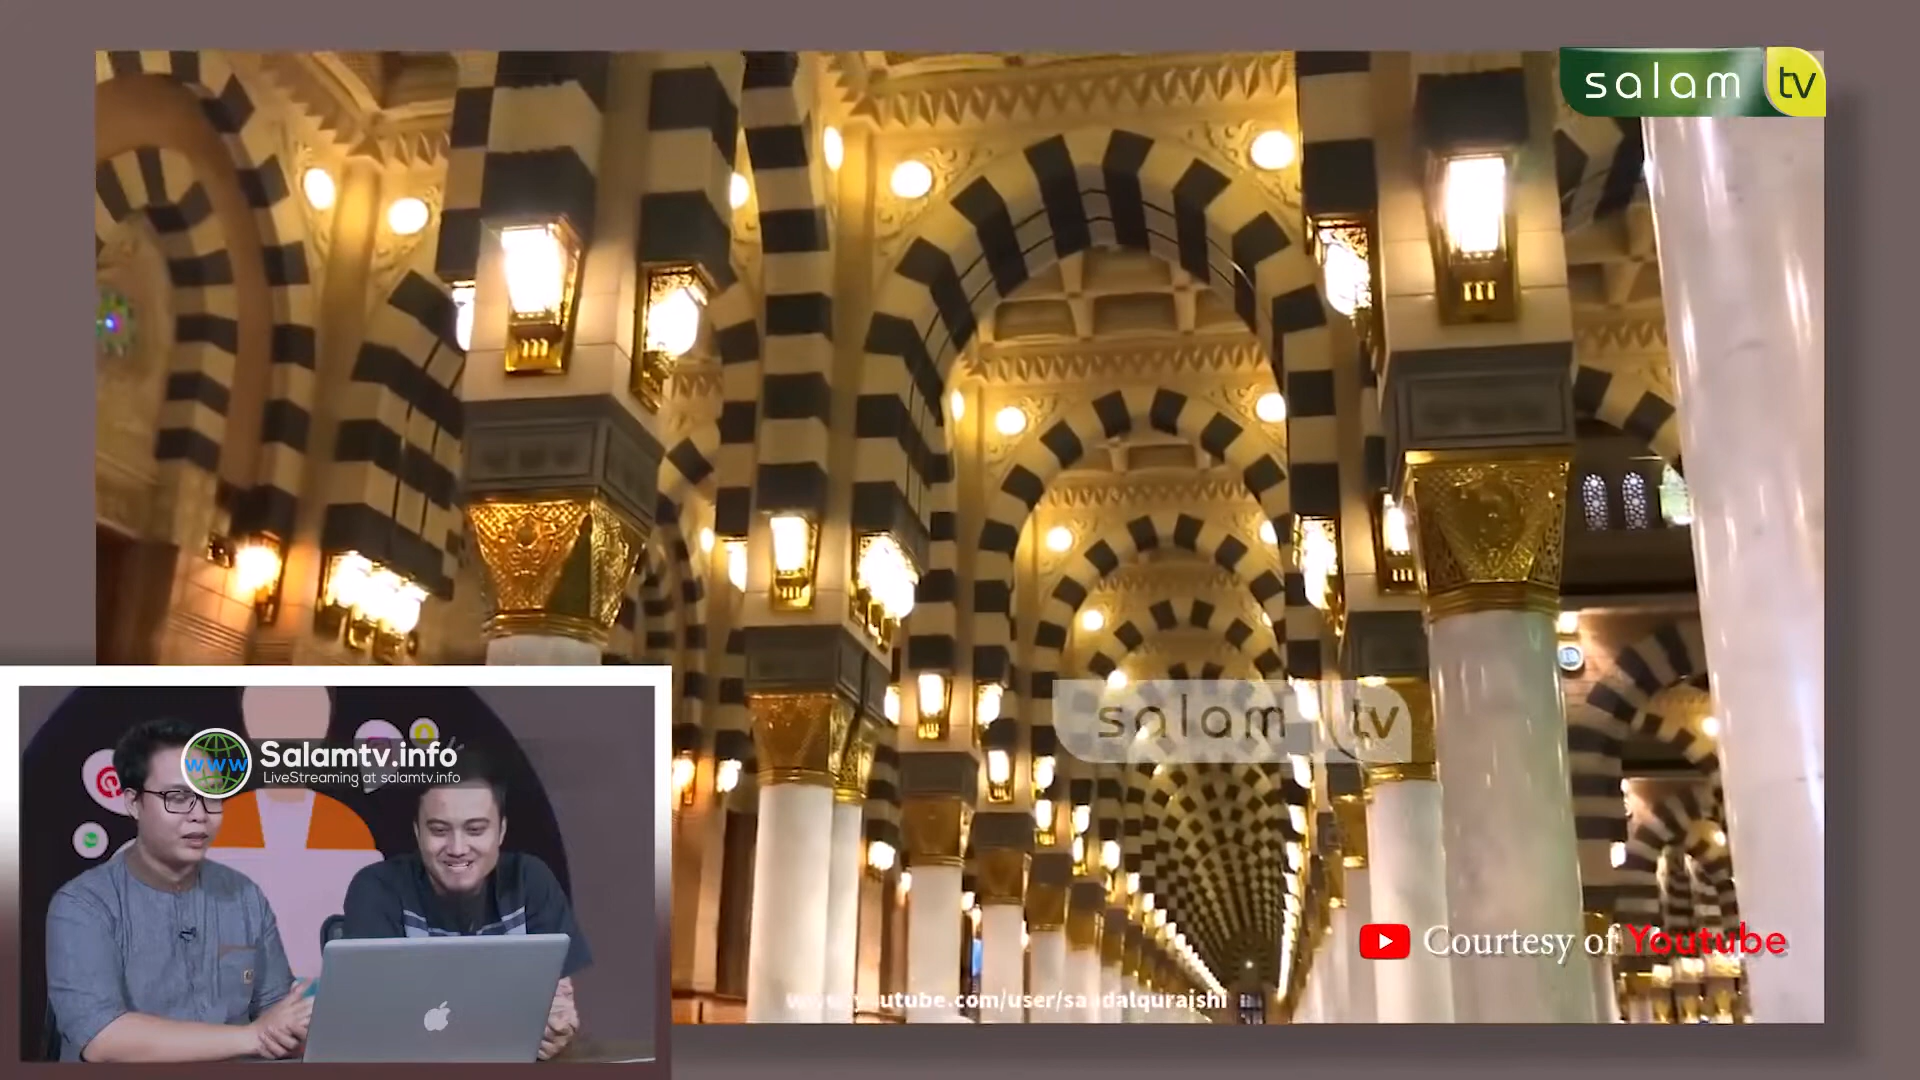 salam tv
www
Salamtv.info
LiveStreaming at salamtv.info
salam tv
Courtesy of Youtube